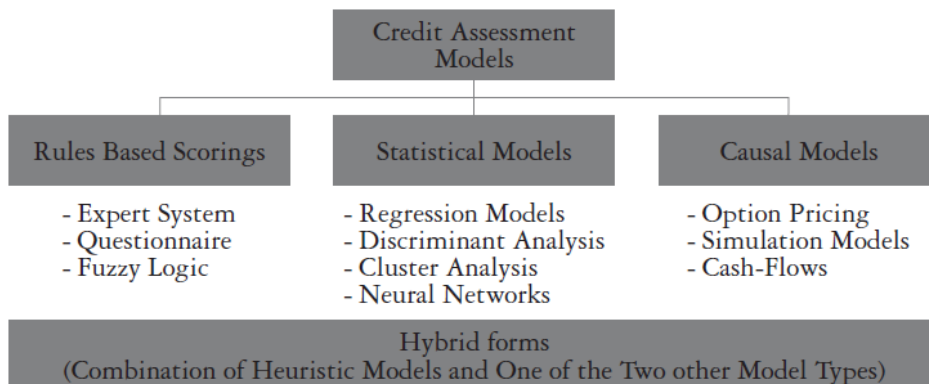 Credit Assessment
Models
Rules Based Scorings
- Expert System
- Questionnaire
- Fuzzy Logic
Statistical Models
- Regression Models
- Discriminant Analysis
- Cluster Analysis
- Neural Networks
Causal Models
- Option Pricing
- Simulation Models
- Cash-Flows
Hybrid forms
(Combination of Heuristic Models and One of the Two other Model Types)